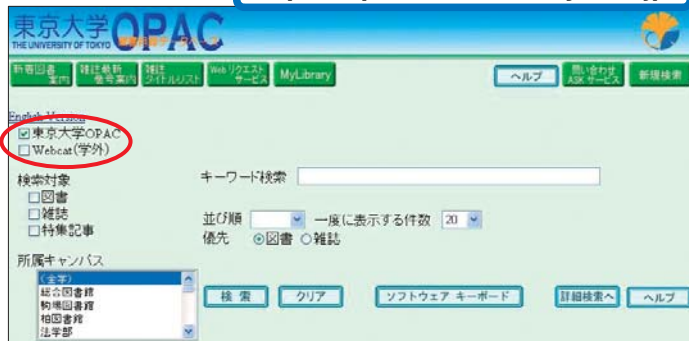 東京大学OPAC
THE UNIVERSITY OF TOKYO
新着図書案内 雑誌最新巻号案内 雑誌タイトルリスト Webリクエストサービス MyLibrary ヘルプ 問い合わせ ASKサービス 新規検索
English Version
東京大学OPAC
Webcat(学外)
検索対象
キーワード検索
図書
雑誌
特集記事
並び順 一度に表示する件数 20
優先 図書 雑誌
所属キャンパス
(全学)
総合図書館
駒場図書館
柏図書館
法学部
検索 クリア ソフトウェア キーボード 詳細検索へ ヘルプ